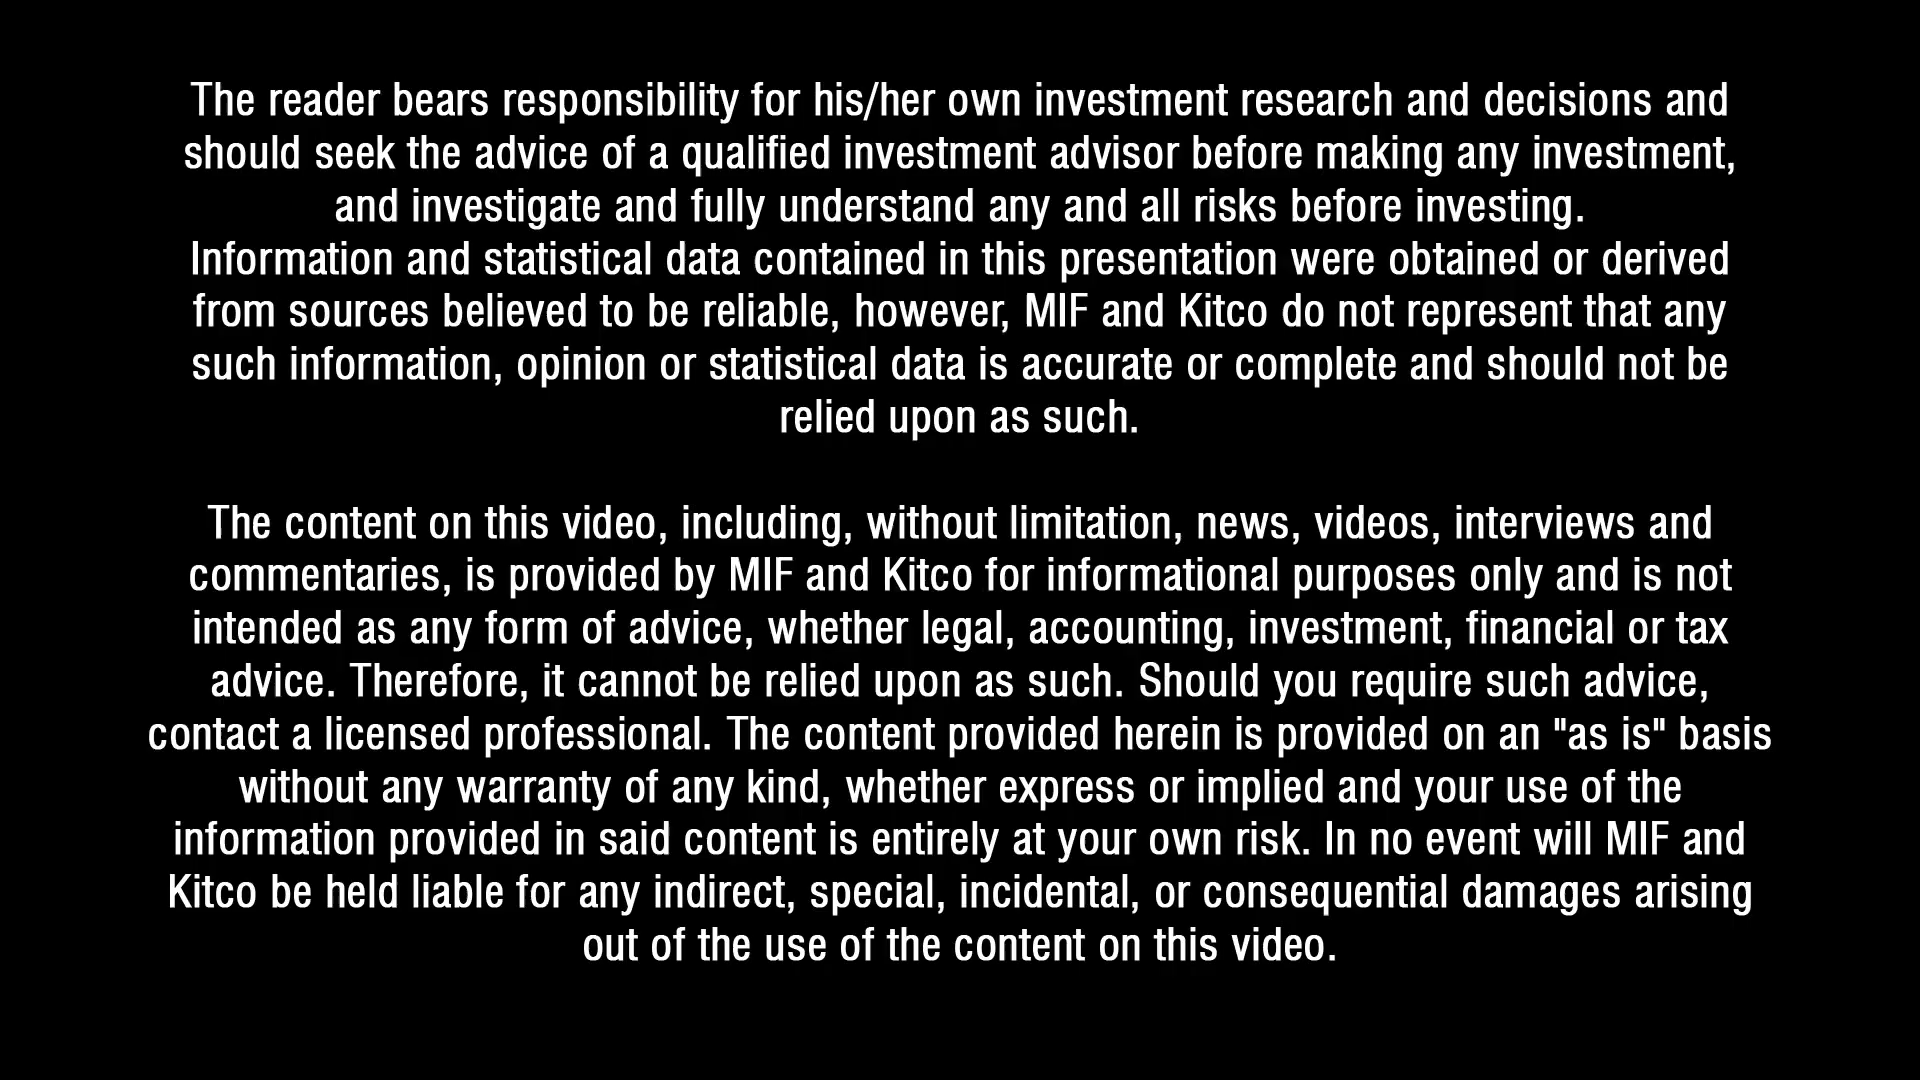 The reader bears responsibility for his/her own investment research and decisions and
should seek the advice of a qualified investment advisor before making any investment,
and investigate and fully understand any and all risks before investing.
Information and statistical data contained in this presentation were obtained or derived
from sources believed to be reliable, however, MIF and Kitco do not represent that any
such information, opinion or statistical data is accurate or complete and should not be
relied upon as such.
The content on this video, including, without limitation, news, videos, interviews and
commentaries, is provided by MIF and Kitco for informational purposes only and is not
intended as any form of advice, whether legal, accounting, investment, financial or tax
advice. Therefore, it cannot be relied upon as such. Should you require such advice,
contact a licensed professional. The content provided herein is provided on an "as is" basis
without any warranty of any kind, whether express or implied and your use of the
information provided in said content is entirely at your own risk. In no event will MIF and
Kitco be held liable for any indirect, special, incidental, or consequential damages arising
out of the use of the content on this video.